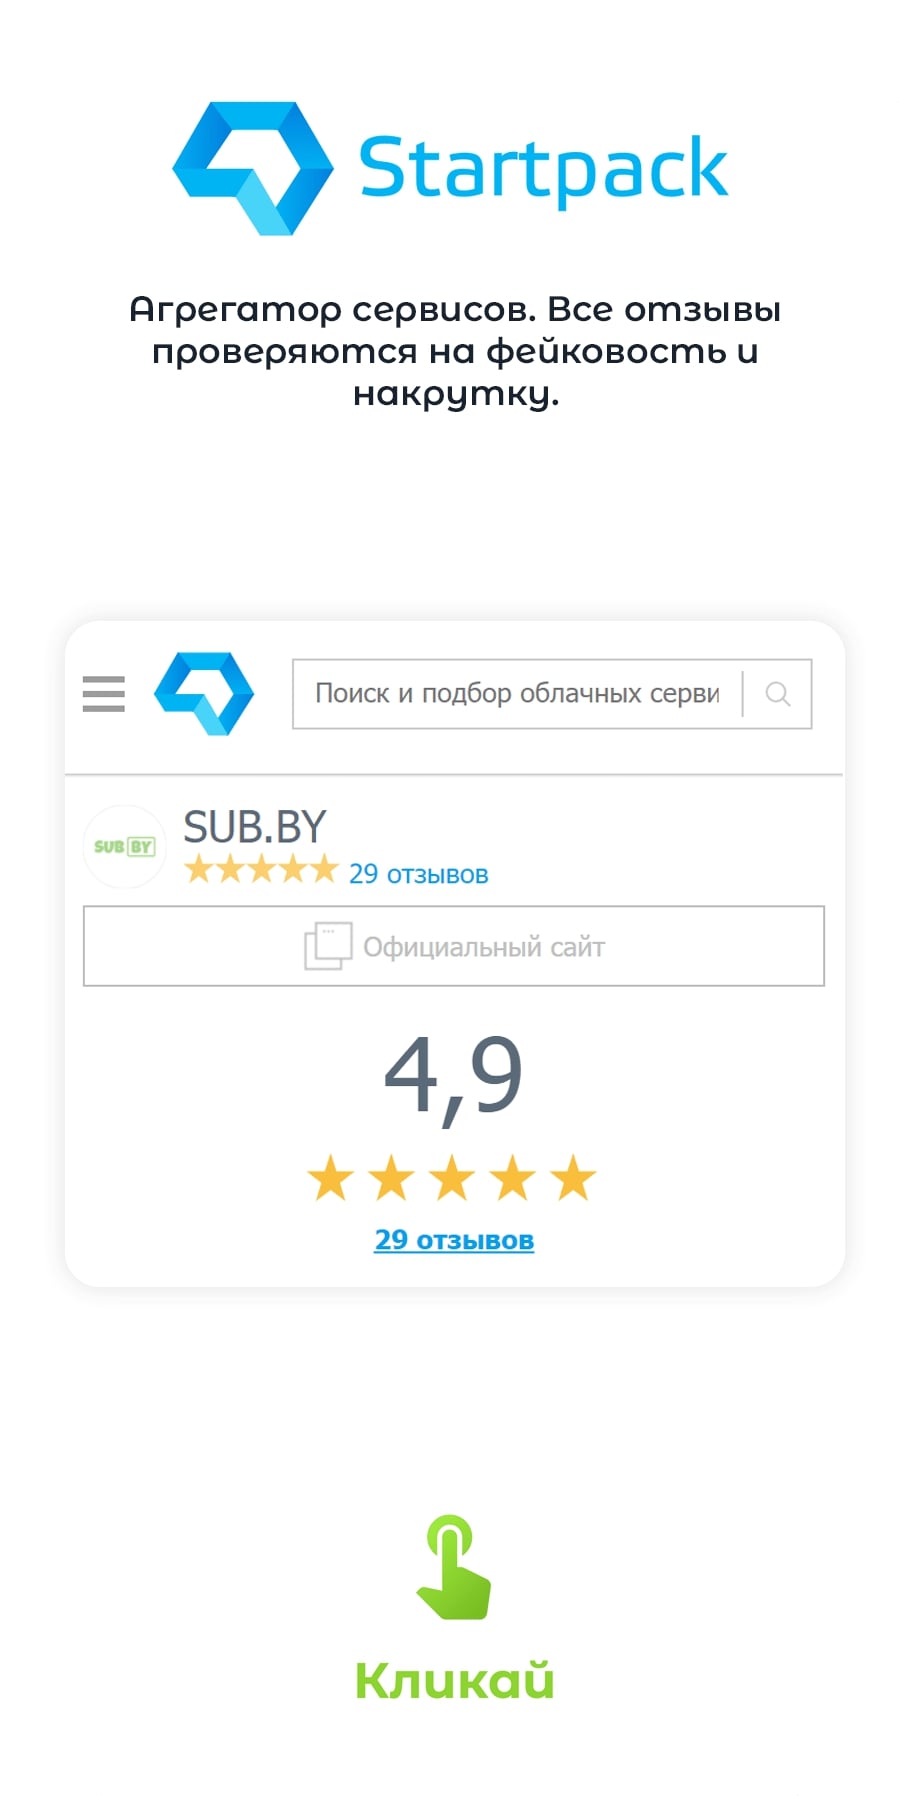 Startpack
Агрегатор сервисов. Все отзывы
проверяются на фейковость и
накрутку.
Поиск и подбор облачных серви
SUB.BY
SUB BY
29 отзывов
Официальный сайт
4,9
29 отзывов
Кликай